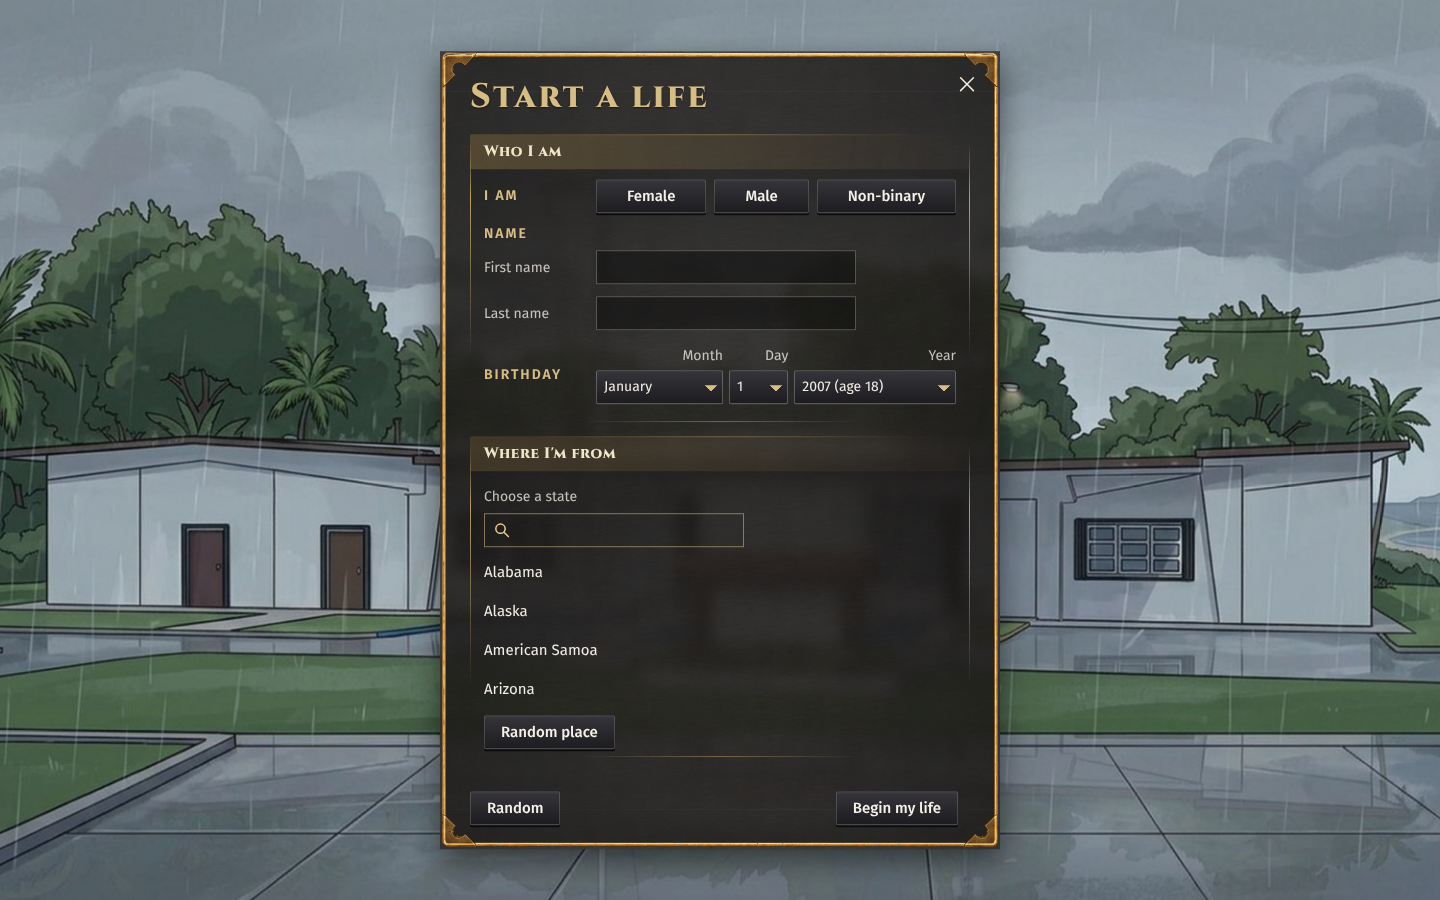 Start a life
Who I am
I AM
Female Male Non-binary
NAME
First name
Last name
Month Day Year
BIRTHDAY
January 1 2007 (age 18)
Where I'm from
Choose a state
Alabama
Alaska
American Samoa
Arizona
Random place
Random Begin my life